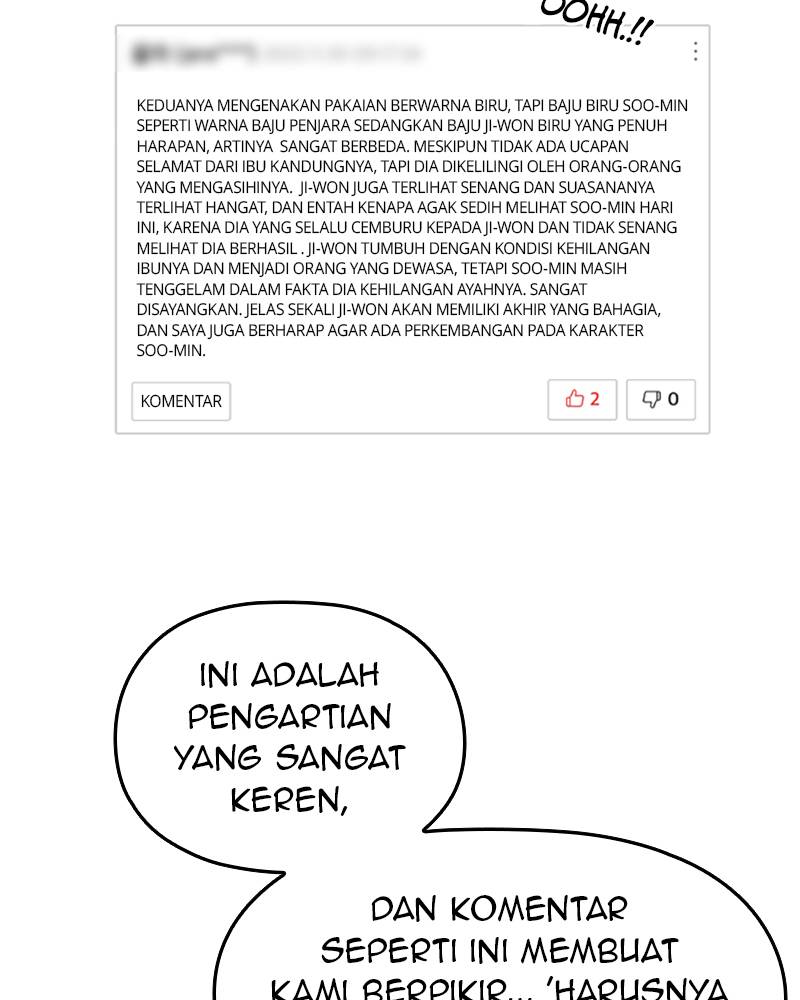 OOHH..!!
KEDUANYA MENGENAKAN PAKAIAN BERWARNA BIRU, TAPI BAJU BIRU SOO-MIN
SEPERTI WARNA BAJU PENJARA SEDANGKAN BAJU JI-WON BIRU YANG PENUH
HARAPAN, ARTINYA SANGAT BERBEDA. MESKIPUN TIDAK ADA UCAPAN
SELAMAT DARI IBU KANDUNGNYA, TAPI DIA DIKELILINGI OLEH ORANG-ORANG
YANG MENGASIHINYA. JI-WON JUGA TERLIHAT SENANG DAN SUASANANYA
TERLIHAT HANGAT, DAN ENTAH KENAPA AGAK SEDIH MELIHAT SOO-MIN HARI
INI, KARENA DIA YANG SELALU CEMBURU KEPADA JI-WON DAN TIDAK SENANG
MELIHAT DIA BERHASIL . JI-WON TUMBUH DENGAN KONDISI KEHILANGAN
IBUNYA DAN MENJADI ORANG YANG DEWASA, TETAPI SOO-MIN MASIH
TENGGELAM DALAM FAKTA DIA KEHILANGAN AYAHNYA. SANGAT
DISAYANGKAN. JELAS SEKALI JI-WON AKAN MEMILIKI AKHIR YANG BAHAGIA,
DAN SAYA JUGA BERHARAP AGAR ADA PERKEMBANGAN PADA KARAKTER
SOO-MIN.
KOMENTAR 2 0
INI ADALAH
PENGARTIAN
YANG SANGAT
KEREN,
DAN KOMENTAR
SEPERTI INI MEMBUAT
KAMI BERPIKIR... 'HARUSNYA